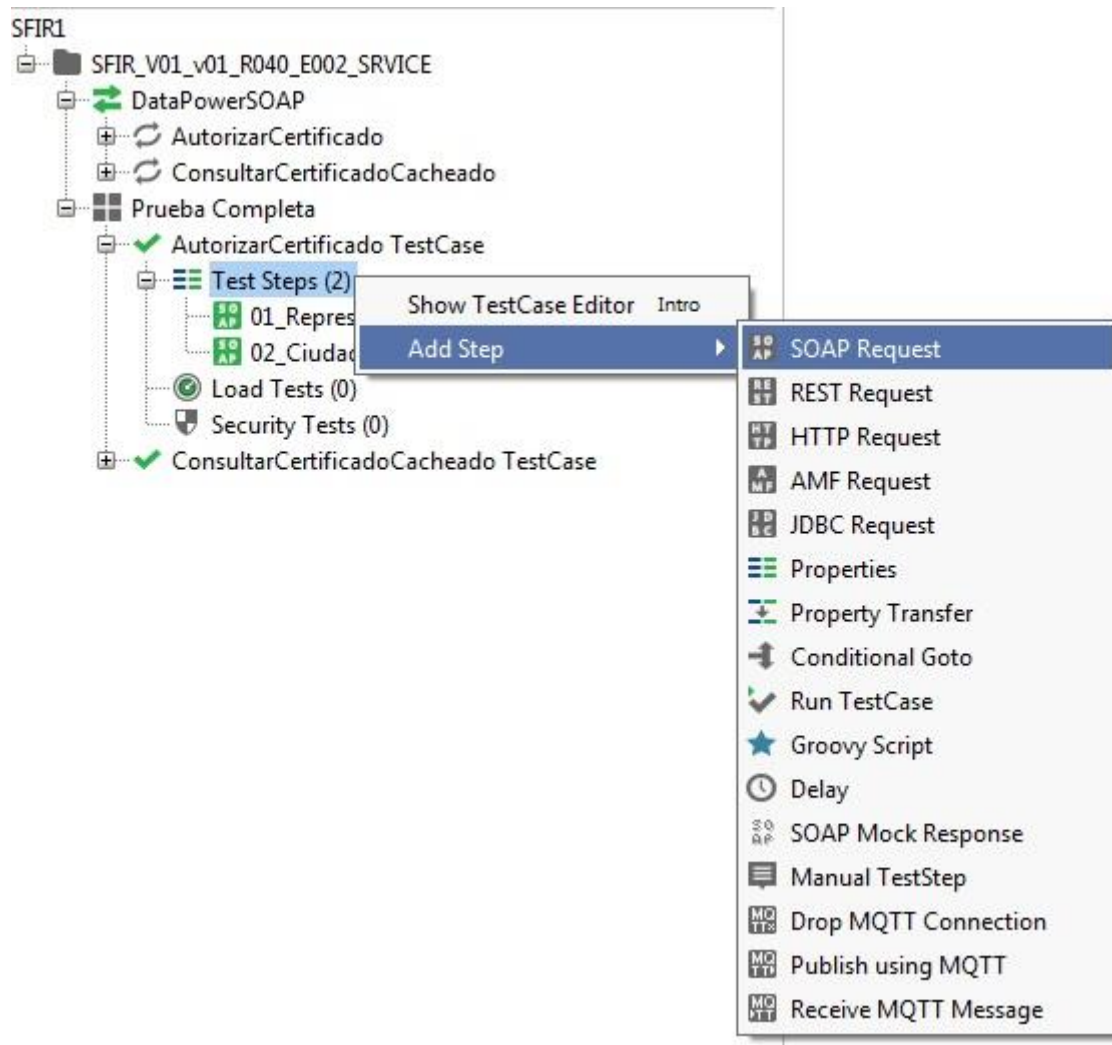 SFIR1
SFIR_V01_v01_R040_E002_SRVICE
DataPowerSOAP
AutorizarCertificado
ConsultarCertificadoCacheado
Prueba Completa
AutorizarCertificado TestCase
Test Steps (2)
01_Repres
02_Ciudad
Load Tests (0)
Security Tests (0)
ConsultarCertificadoCacheado TestCase
Show TestCase Editor Intro
Add Step
SOAP Request
REST Request
HTTP Request
AMF Request
JDBC Request
Properties
Property Transfer
Conditional Goto
Run TestCase
Groovy Script
Delay
SOAP Mock Response
Manual TestStep
Drop MQTT Connection
Publish using MQTT
Receive MQTT Message